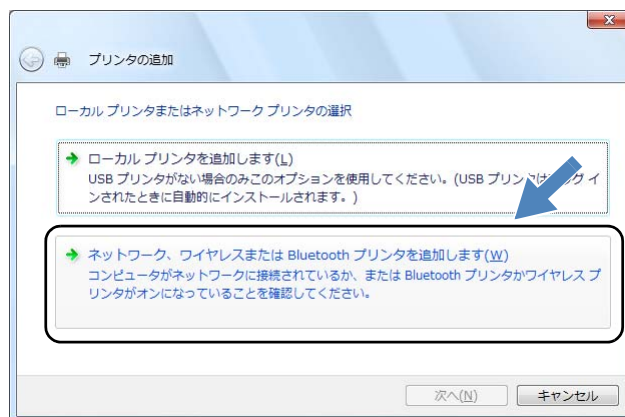 プリンタの追加
ローカル プリンタまたはネットワーク プリンタの選択
ローカル プリンタを追加します(L)
USB プリンタがない場合のみこのオプションを使用してください。(USB プリンタは グ イ
ンされたときに自動的にインストールされます。)
ネットワーク、ワイヤレスまたは Bluetooth プリンタを追加します(W)
コンピュータがネットワークに接続されているか、または Bluetooth プリンタかワイヤレス プ
リンタがオンになっていることを確認してください。
次へ(N)
キャンセル